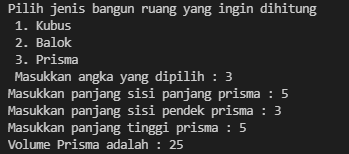 Pilih jenis bangun ruang yang ingin dihitung
1. Kubus
2. Balok
3. Prisma
Masukkan angka yang dipilih : 3
Masukkan panjang sisi panjang prisma : 5
Masukkan panjang sisi pendek prisma : 3
Masukkan panjang tinggi prisma : 5
Volume Prisma adalah : 25